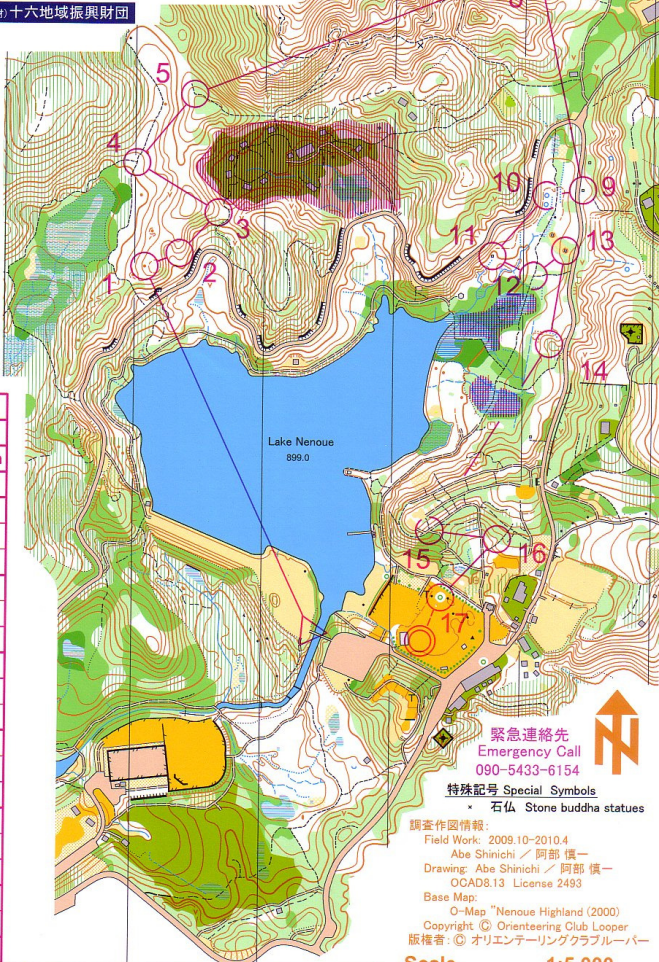 十六地域振興財団
5
4
3
2
1
10
9
11
13
12
14
Lake Nenoue
899.0
15
16
17
緊急連絡先
Emergency Call
090-5433-6154
特殊記号 Special Symbols
× 石仏 Stone buddha statues
調査作図情報:
Field Work: 2009.10-2010.4
Abe Shinichi / 阿部 慎一
Drawing: Abe Shinichi / 阿部 慎一
OCAD8.13 License 2493
Base Map:
O-Map "Nenoue Highland (2000)
Copyright © Orienteering Club Looper
版権者: © オリエンテーリングクラブルーパー
Scale 1:5,000